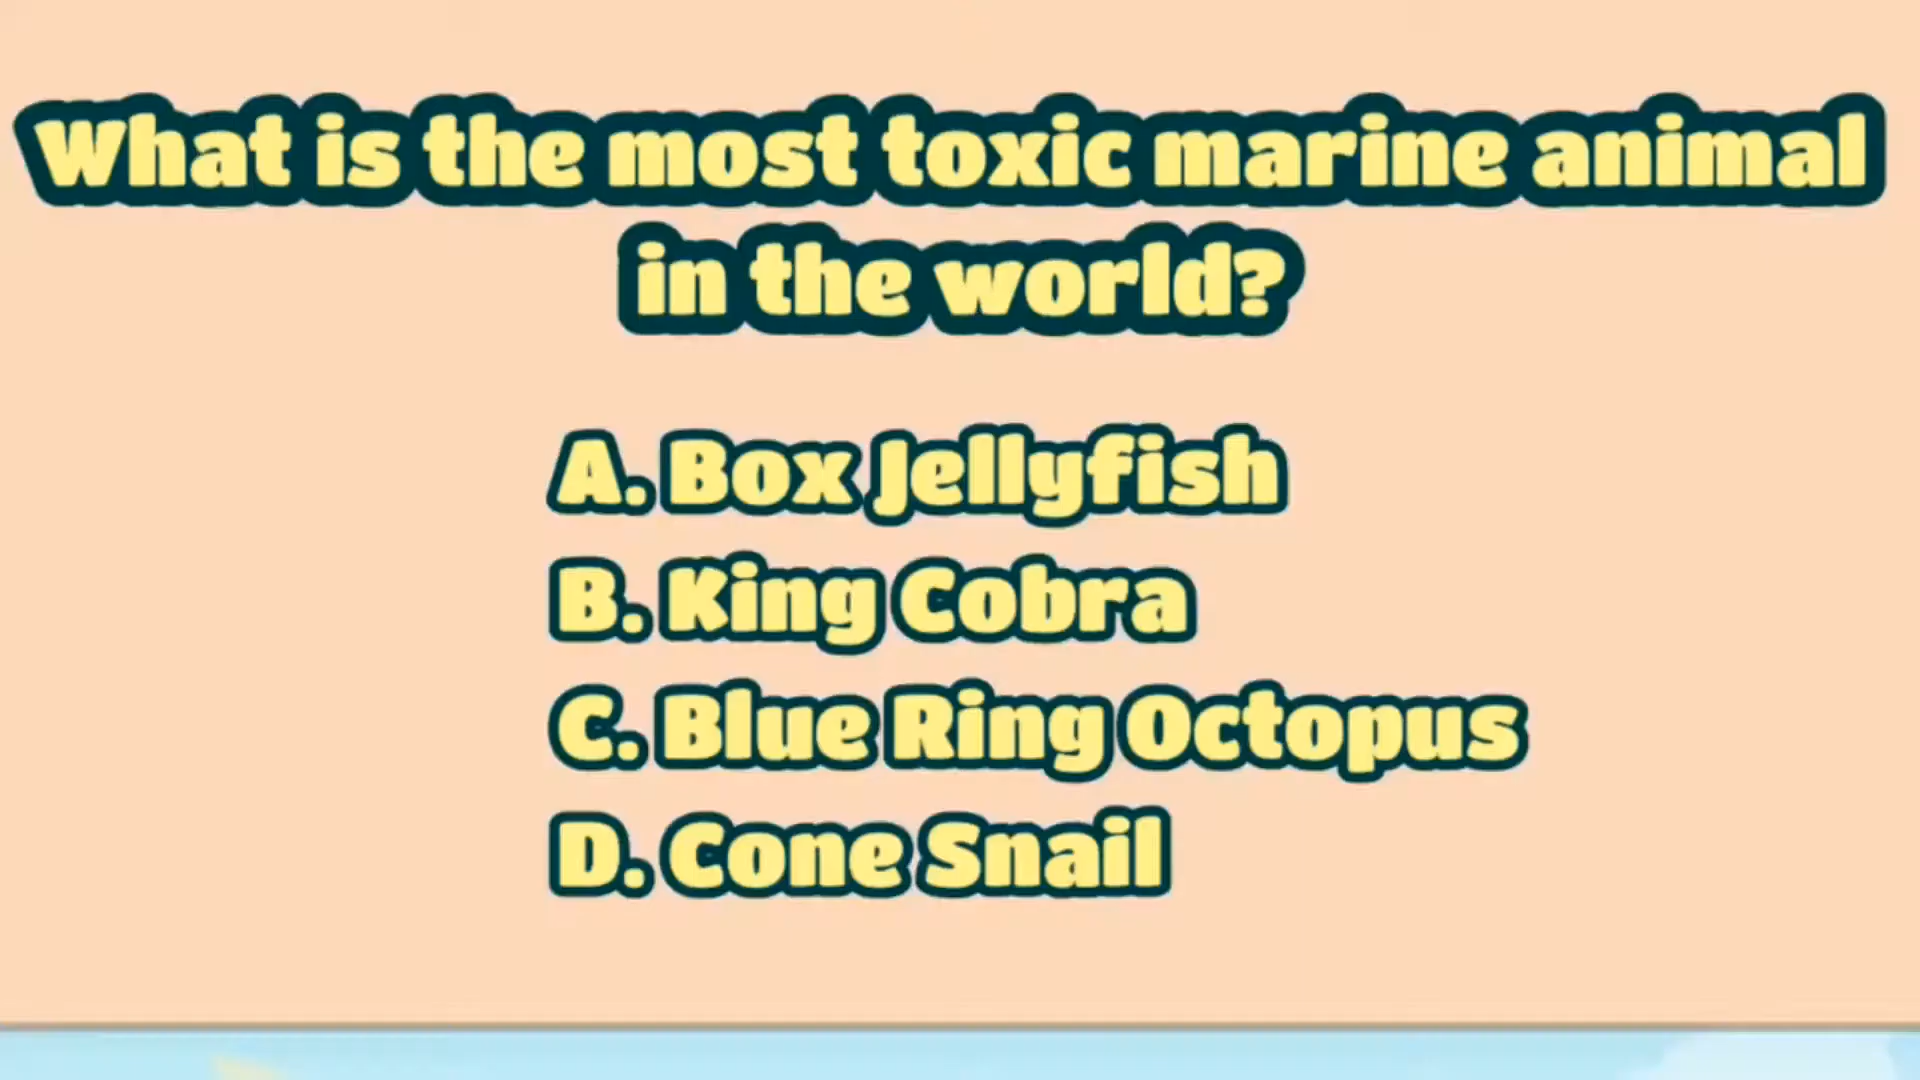 What is the most toxic marine animal
in the world?
A. Box Jellyfish
B. King Cobra
C. Blue Ring Octopus
D. Cone Snail